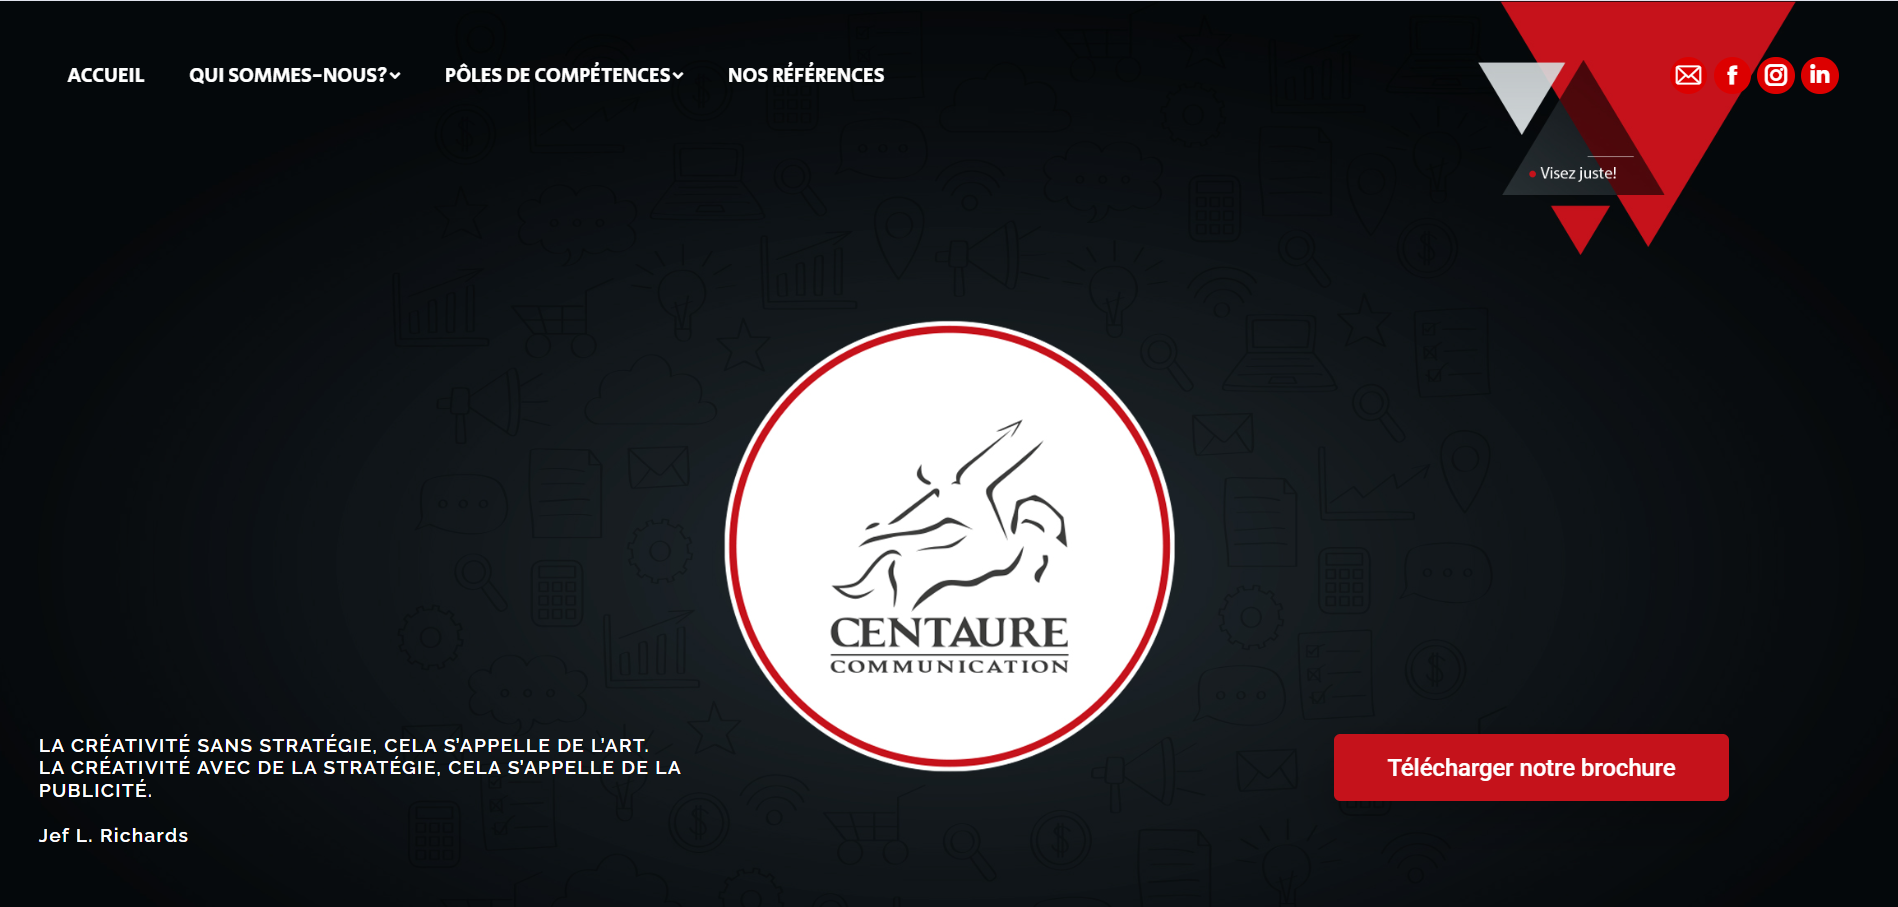 ACCUEIL
QUI SOMMES-NOUS?
PÔLES DE COMPÉTENCES
NOS RÉFÉRENCES
Visez juste!
CENTAURE
COMMUNICATION
LA CRÉATIVITÉ SANS STRATÉGIE, CELA S'APPELLE DE L'ART.
LA CRÉATIVITÉ AVEC DE LA STRATÉGIE, CELA S'APPELLE DE LA
PUBLICITÉ.
Jef L. Richards
Télécharger notre brochure